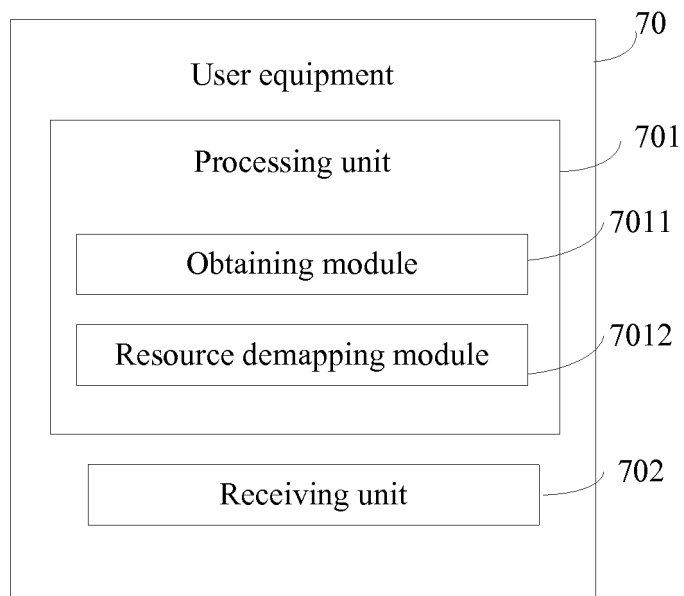 70
User equipment
701
Processing unit
7011
Obtaining module
7012
Resource demapping module
702
Receiving unit